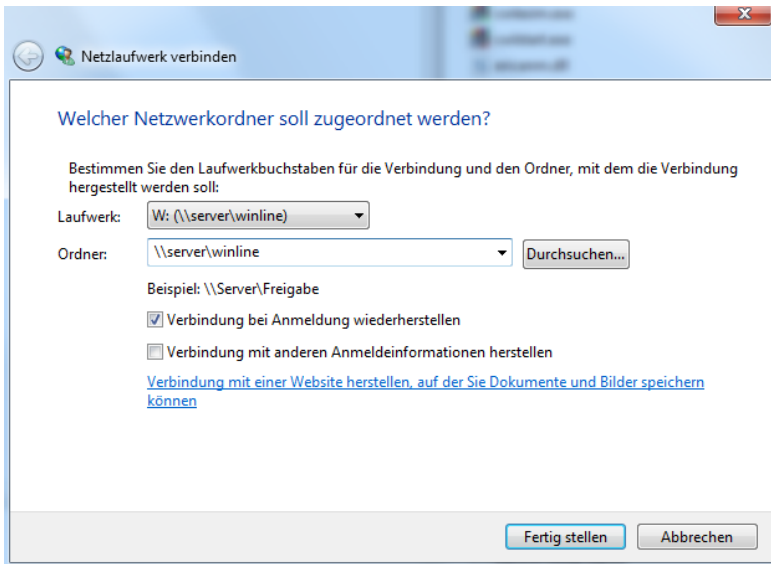 Netzlaufwerk verbinden
Welcher Netzwerkordner soll zugeordnet werden?
Bestimmen Sie den Laufwerkbuchstaben für die Verbindung und den Ordner, mit dem die Verbindung
hergestellt werden soll:
Laufwerk: W: (\\server\winline)
Ordner: \\server\winline Durchsuchen...
Beispiel: \\Server\Freigabe
Verbindung bei Anmeldung wiederherstellen
Verbindung mit anderen Anmeldeinformationen herstellen
Verbindung mit einer Website herstellen, auf der Sie Dokumente und Bilder speichern
können
Fertig stellen Abbrechen